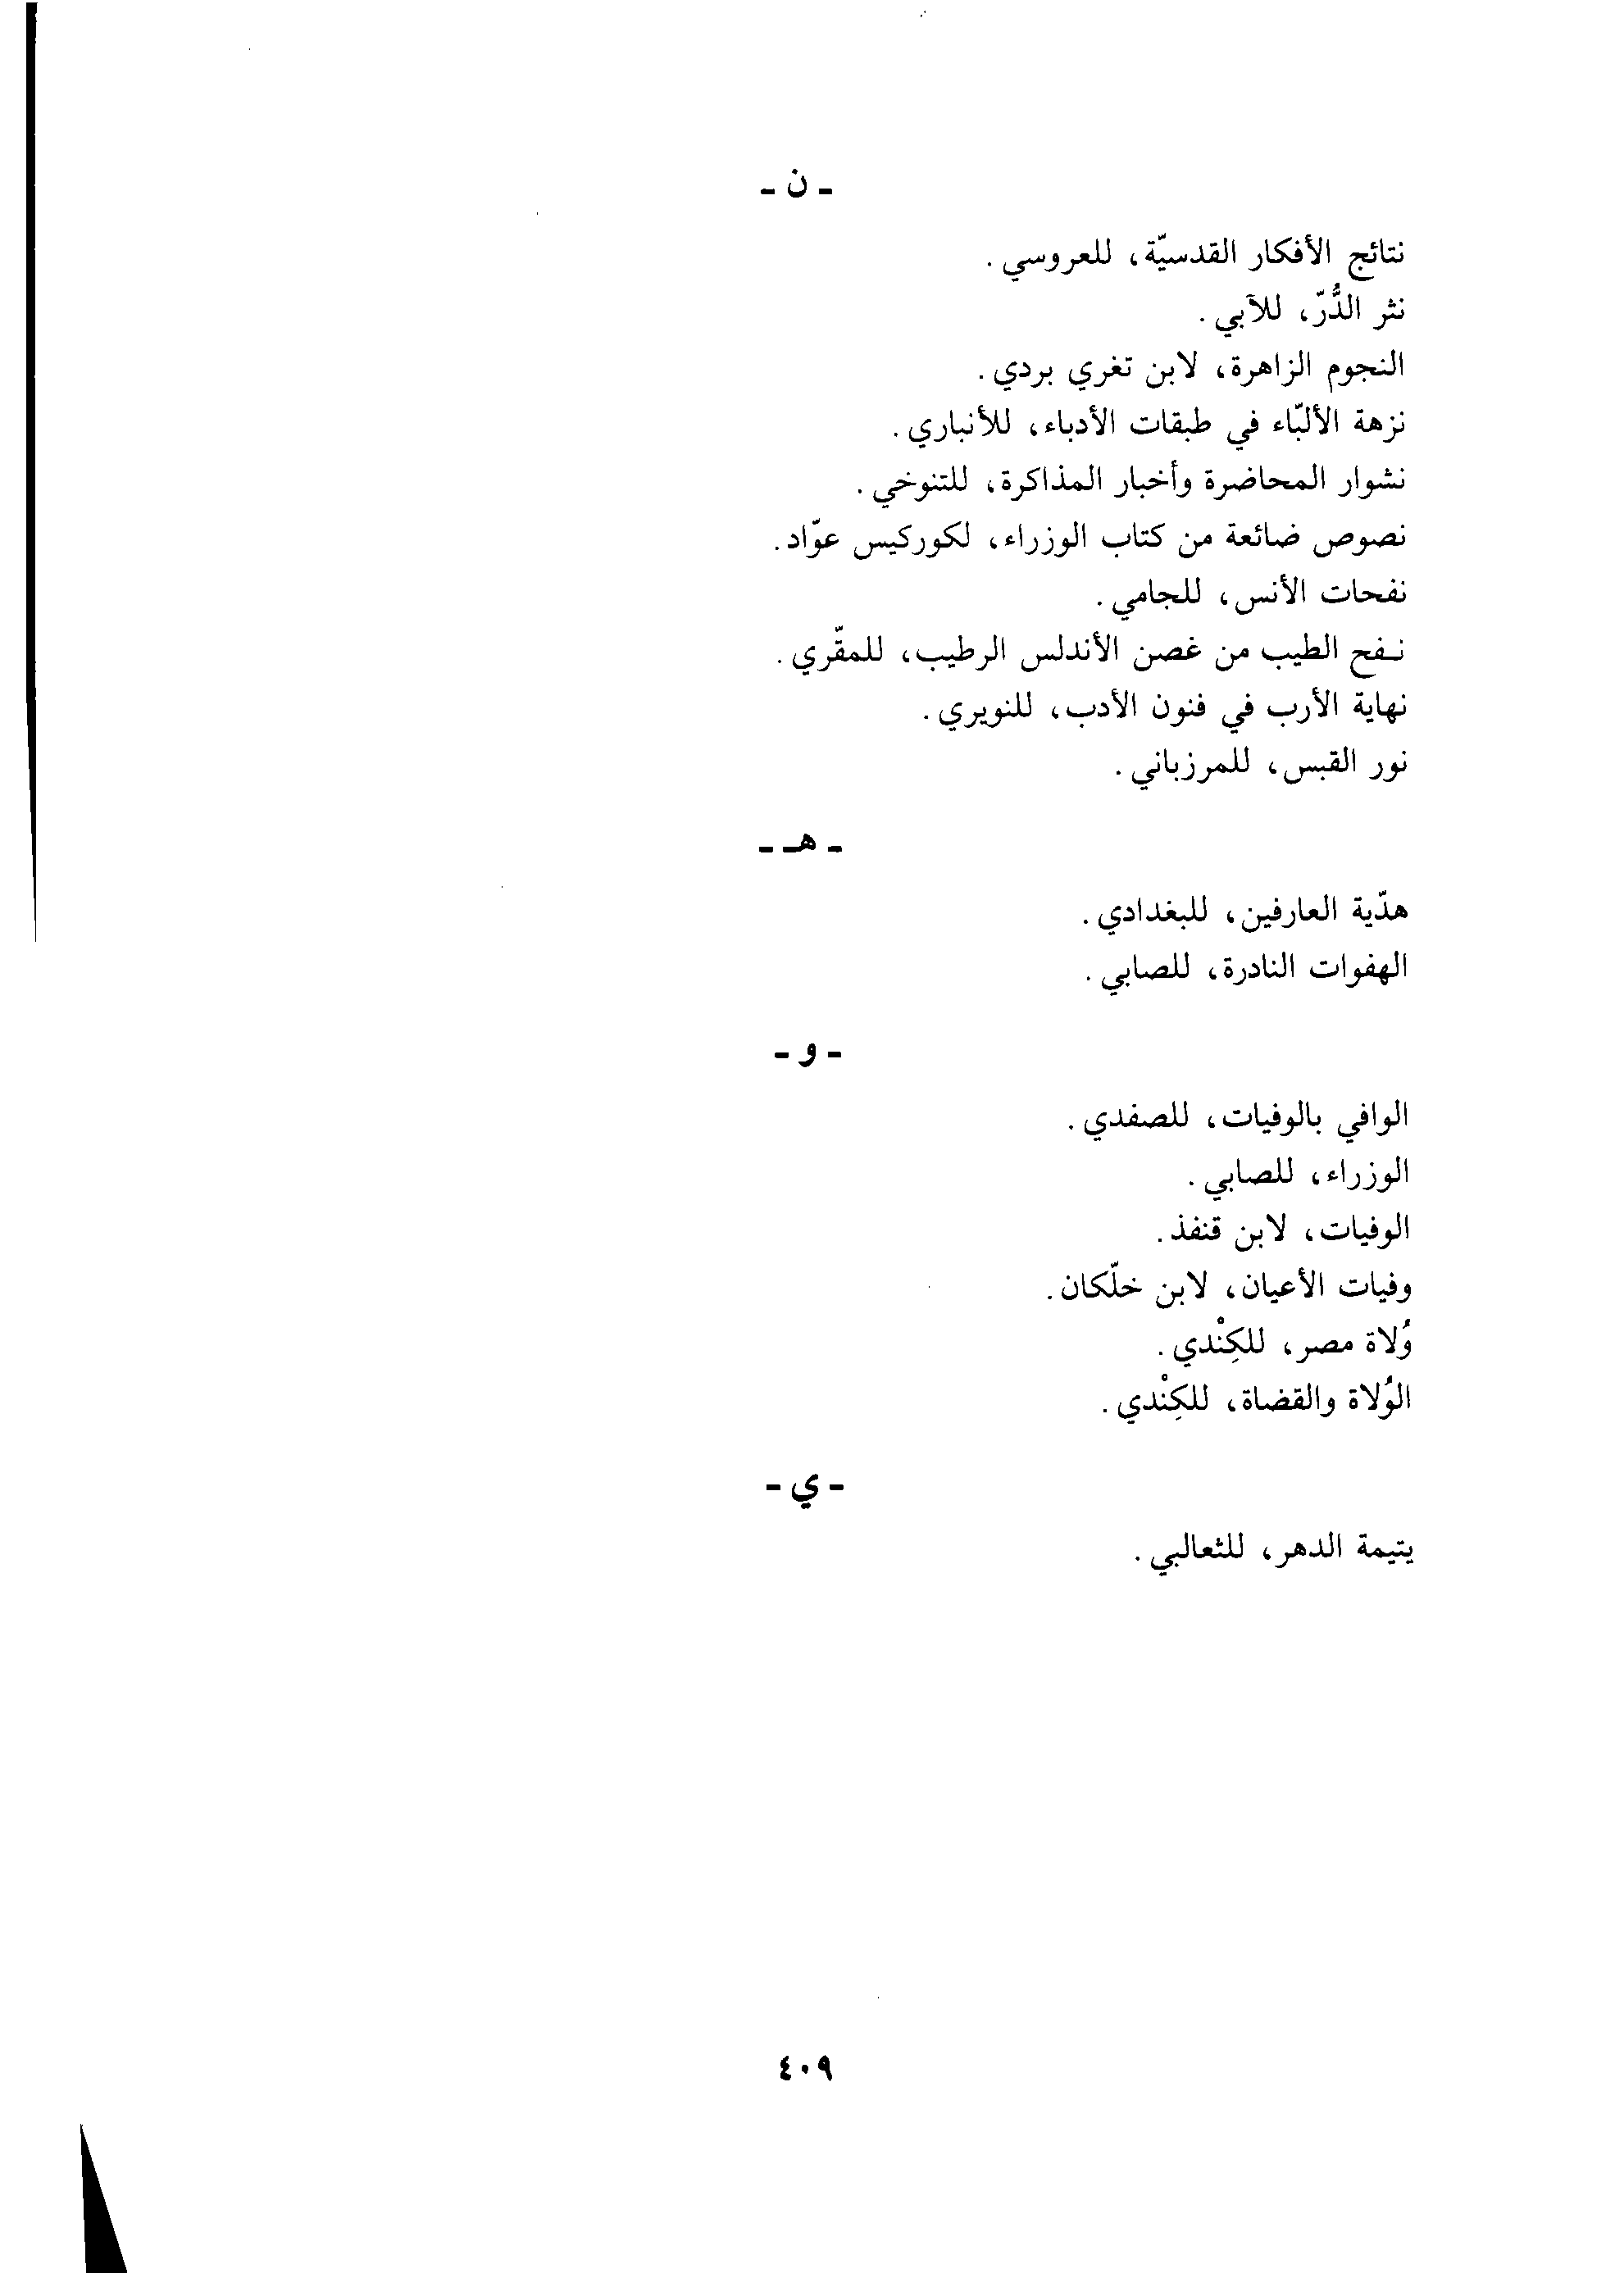 - ن -
نتائج الأفكار القدسيّة، للعروسي.
نثر الدُّرّ، للآبي.
النجوم الزاهرة، لابن تغري بردي.
نزهة الألبّاء في طبقات الأدباء، للأنباري.
نشوار المحاضرة وأخبار المذاكرة، للتنوخي.
نصوص ضائعة من كتاب الوزراء، لكوركيس عوّاد.
نفحات الأنس، للجامي.
نـفح الطيب من غصن الأندلس الرطيب، للمقّري.
نهاية الأرب في فنون الأدب، للنويري.
نور القبس، للمرزباني.
- هـ -
هدّية العارفين، للبغدادي.
الهفوات النادرة، للصابي.
- و -
الوافي بالوفيات، للصفدي.
الوزراء، للصابي.
الوفيات، لابن قنفذ.
وفيات الأعيان، لابن خلّكان.
وُلاة مصر، للكِنْدي.
الوُلاة والقضاة، للكِنْدي.
- ي -
يتيمة الدهر، للثعالبي.
٤٠٩